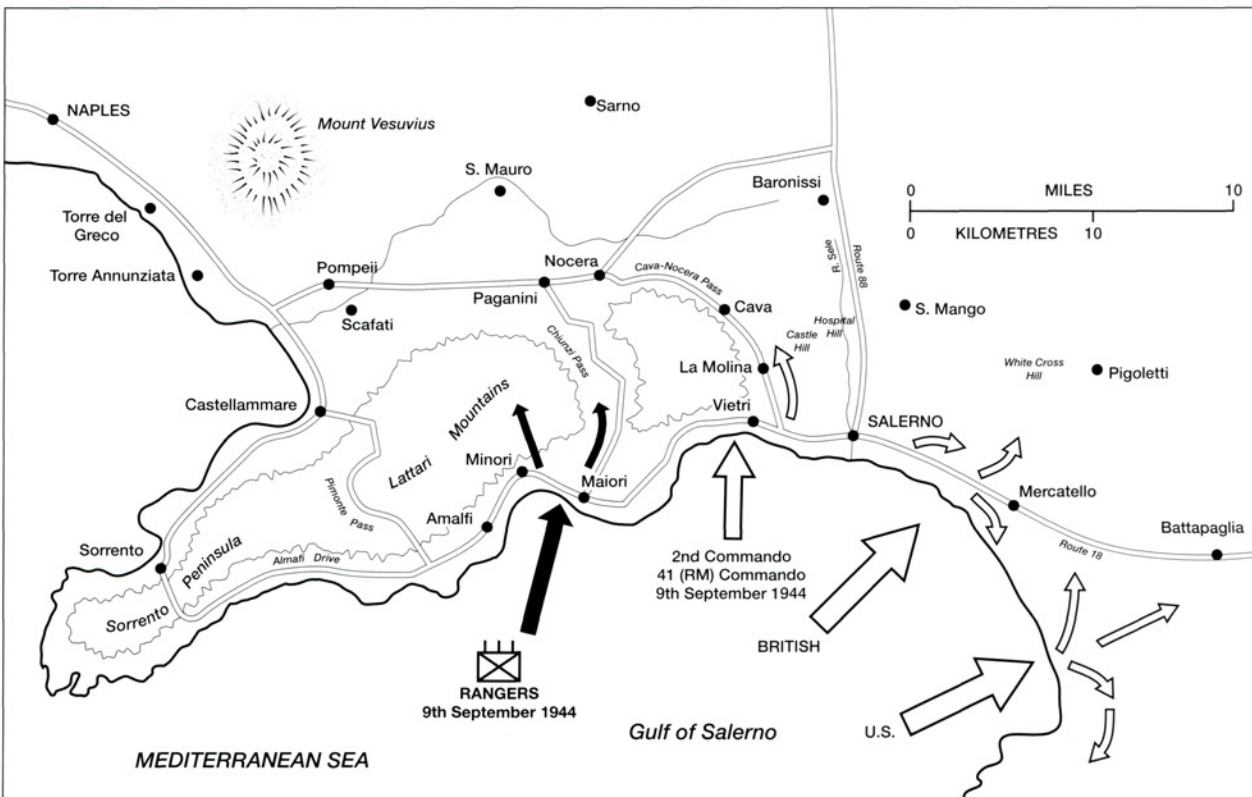 NAPLES
Mount Vesuvius
Sarno
S. Mauro
Baronissi
0
MILES
10
0
KILOMETRES
10
Torre del
Greco
Torre Annunziata
Pompeii
Nocera
Paganini
Scafati
Cava-Nocera Pass
R. Sele
Route 88
Cava
S. Mango
Hospital
Hill
Castle
Hill
Chiunzi Pass
La Molina
White Cross
Hill
Pigoletti
Castellammare
Vietri
SALERNO
Lattari
Mountains
Minori
Maiori
Mercatello
Pimonte
Pass
Amalfi
Battapaglia
Route 18
Sorrento
Sorrento
Peninsula
Almafi Drive
2nd Commando
41 (RM) Commando
9th September 1944
BRITISH
RANGERS
9th September 1944
Gulf of Salerno
U.S.
MEDITERRANEAN SEA